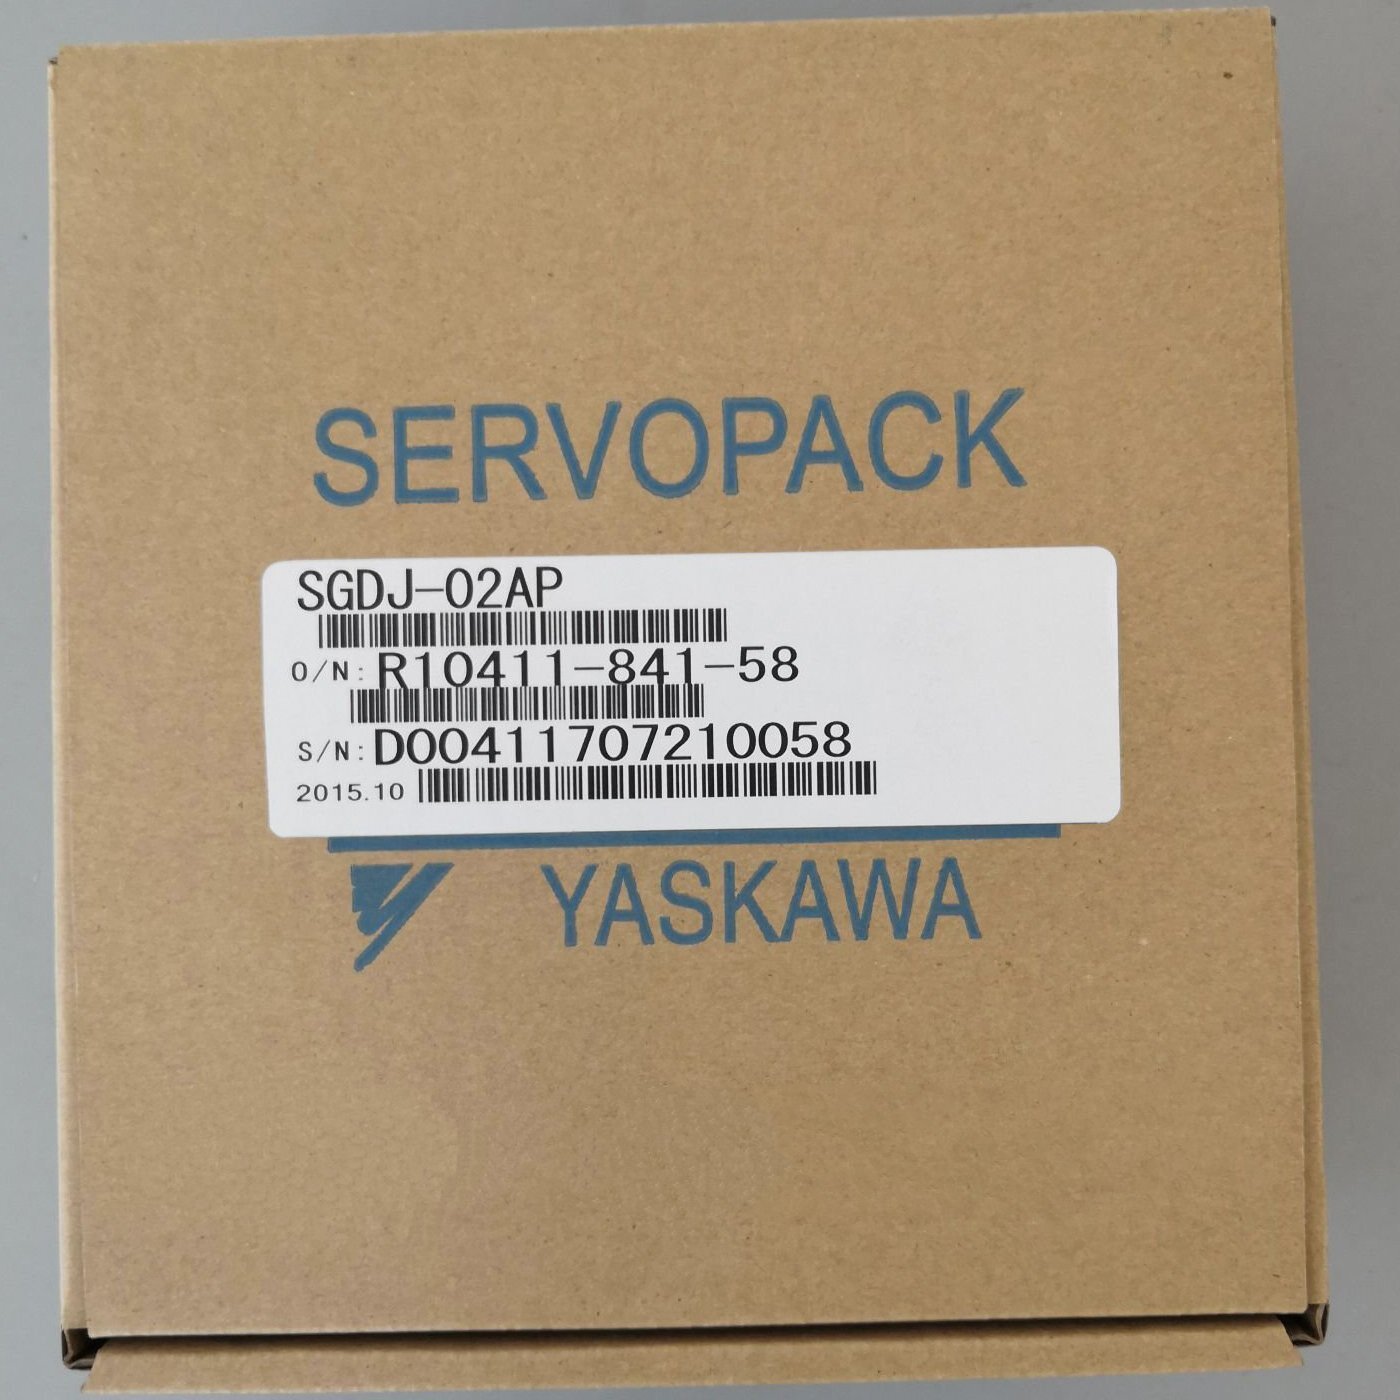 SERVOPACK
SGDJ-02AP
O/N: R10411-841-58
S/N: D00411707210058
2015.10
YASKAWA